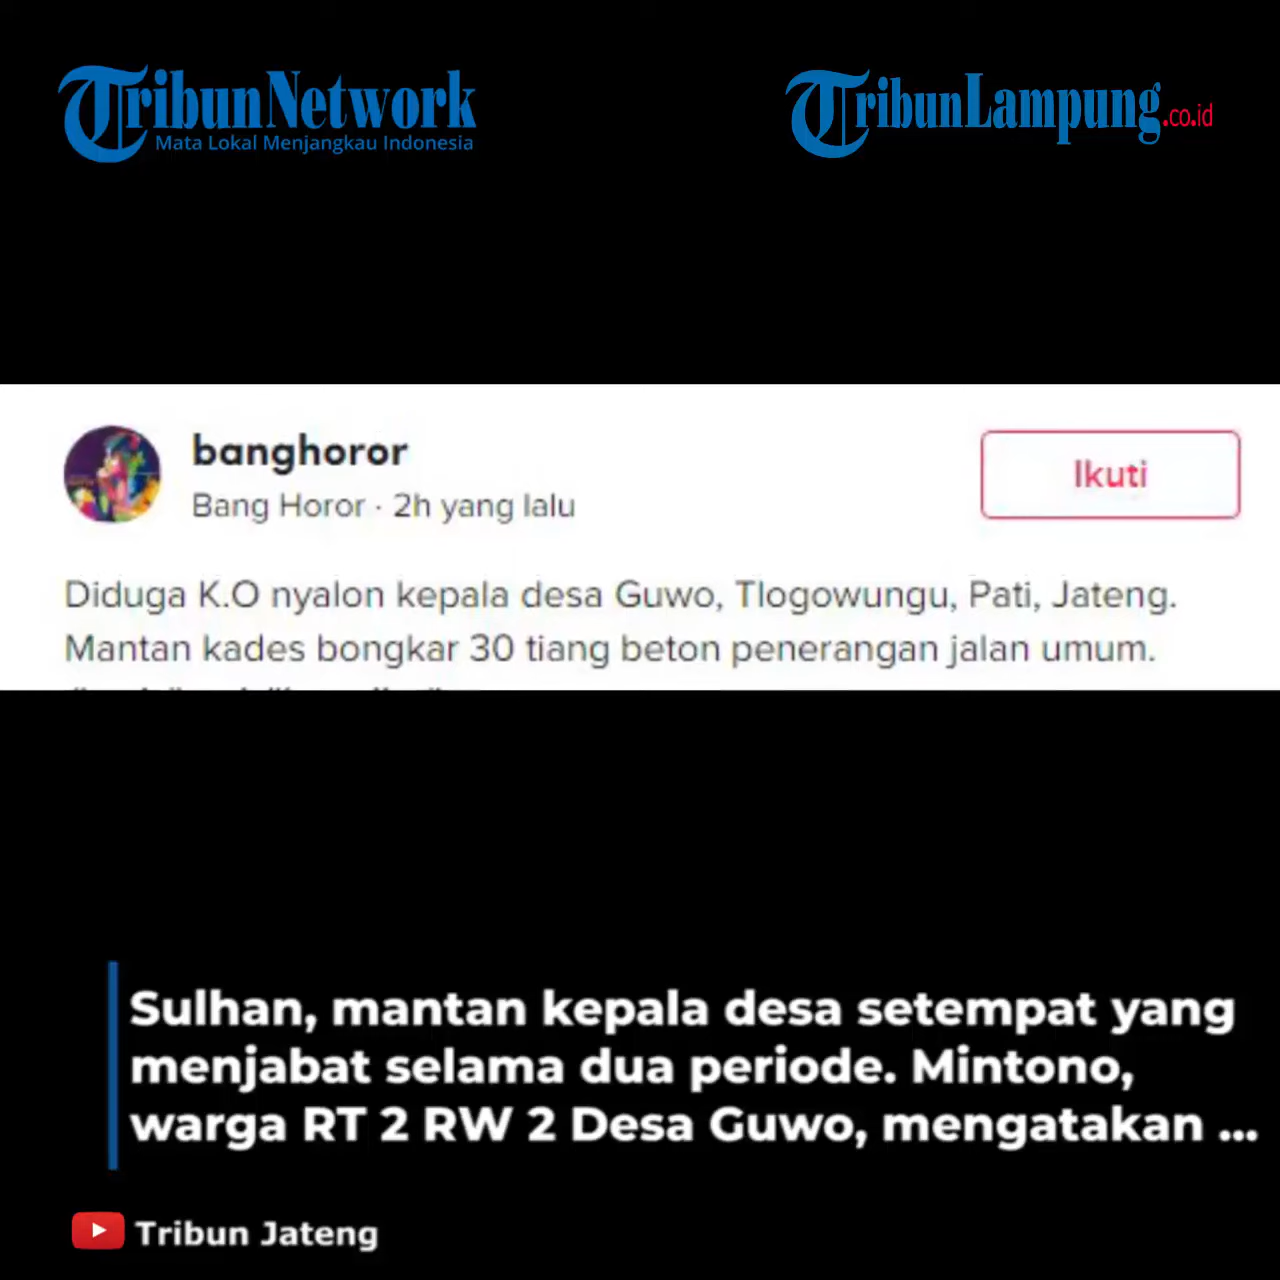 TribunNetwork
Mata Lokal Menjangkau Indonesia
TribunLampung.co.id
banghoror
Bang Horor · 2h yang lalu
Ikuti
Diduga K.O nyalon kepala desa Guwo, Tlogowungu, Pati, Jateng.
Mantan kades bongkar 30 tiang beton penerangan jalan umum.
Sulhan, mantan kepala desa setempat yang
menjabat selama dua periode. Mintono,
warga RT 2 RW 2 Desa Guwo, mengatakan ...
Tribun Jateng